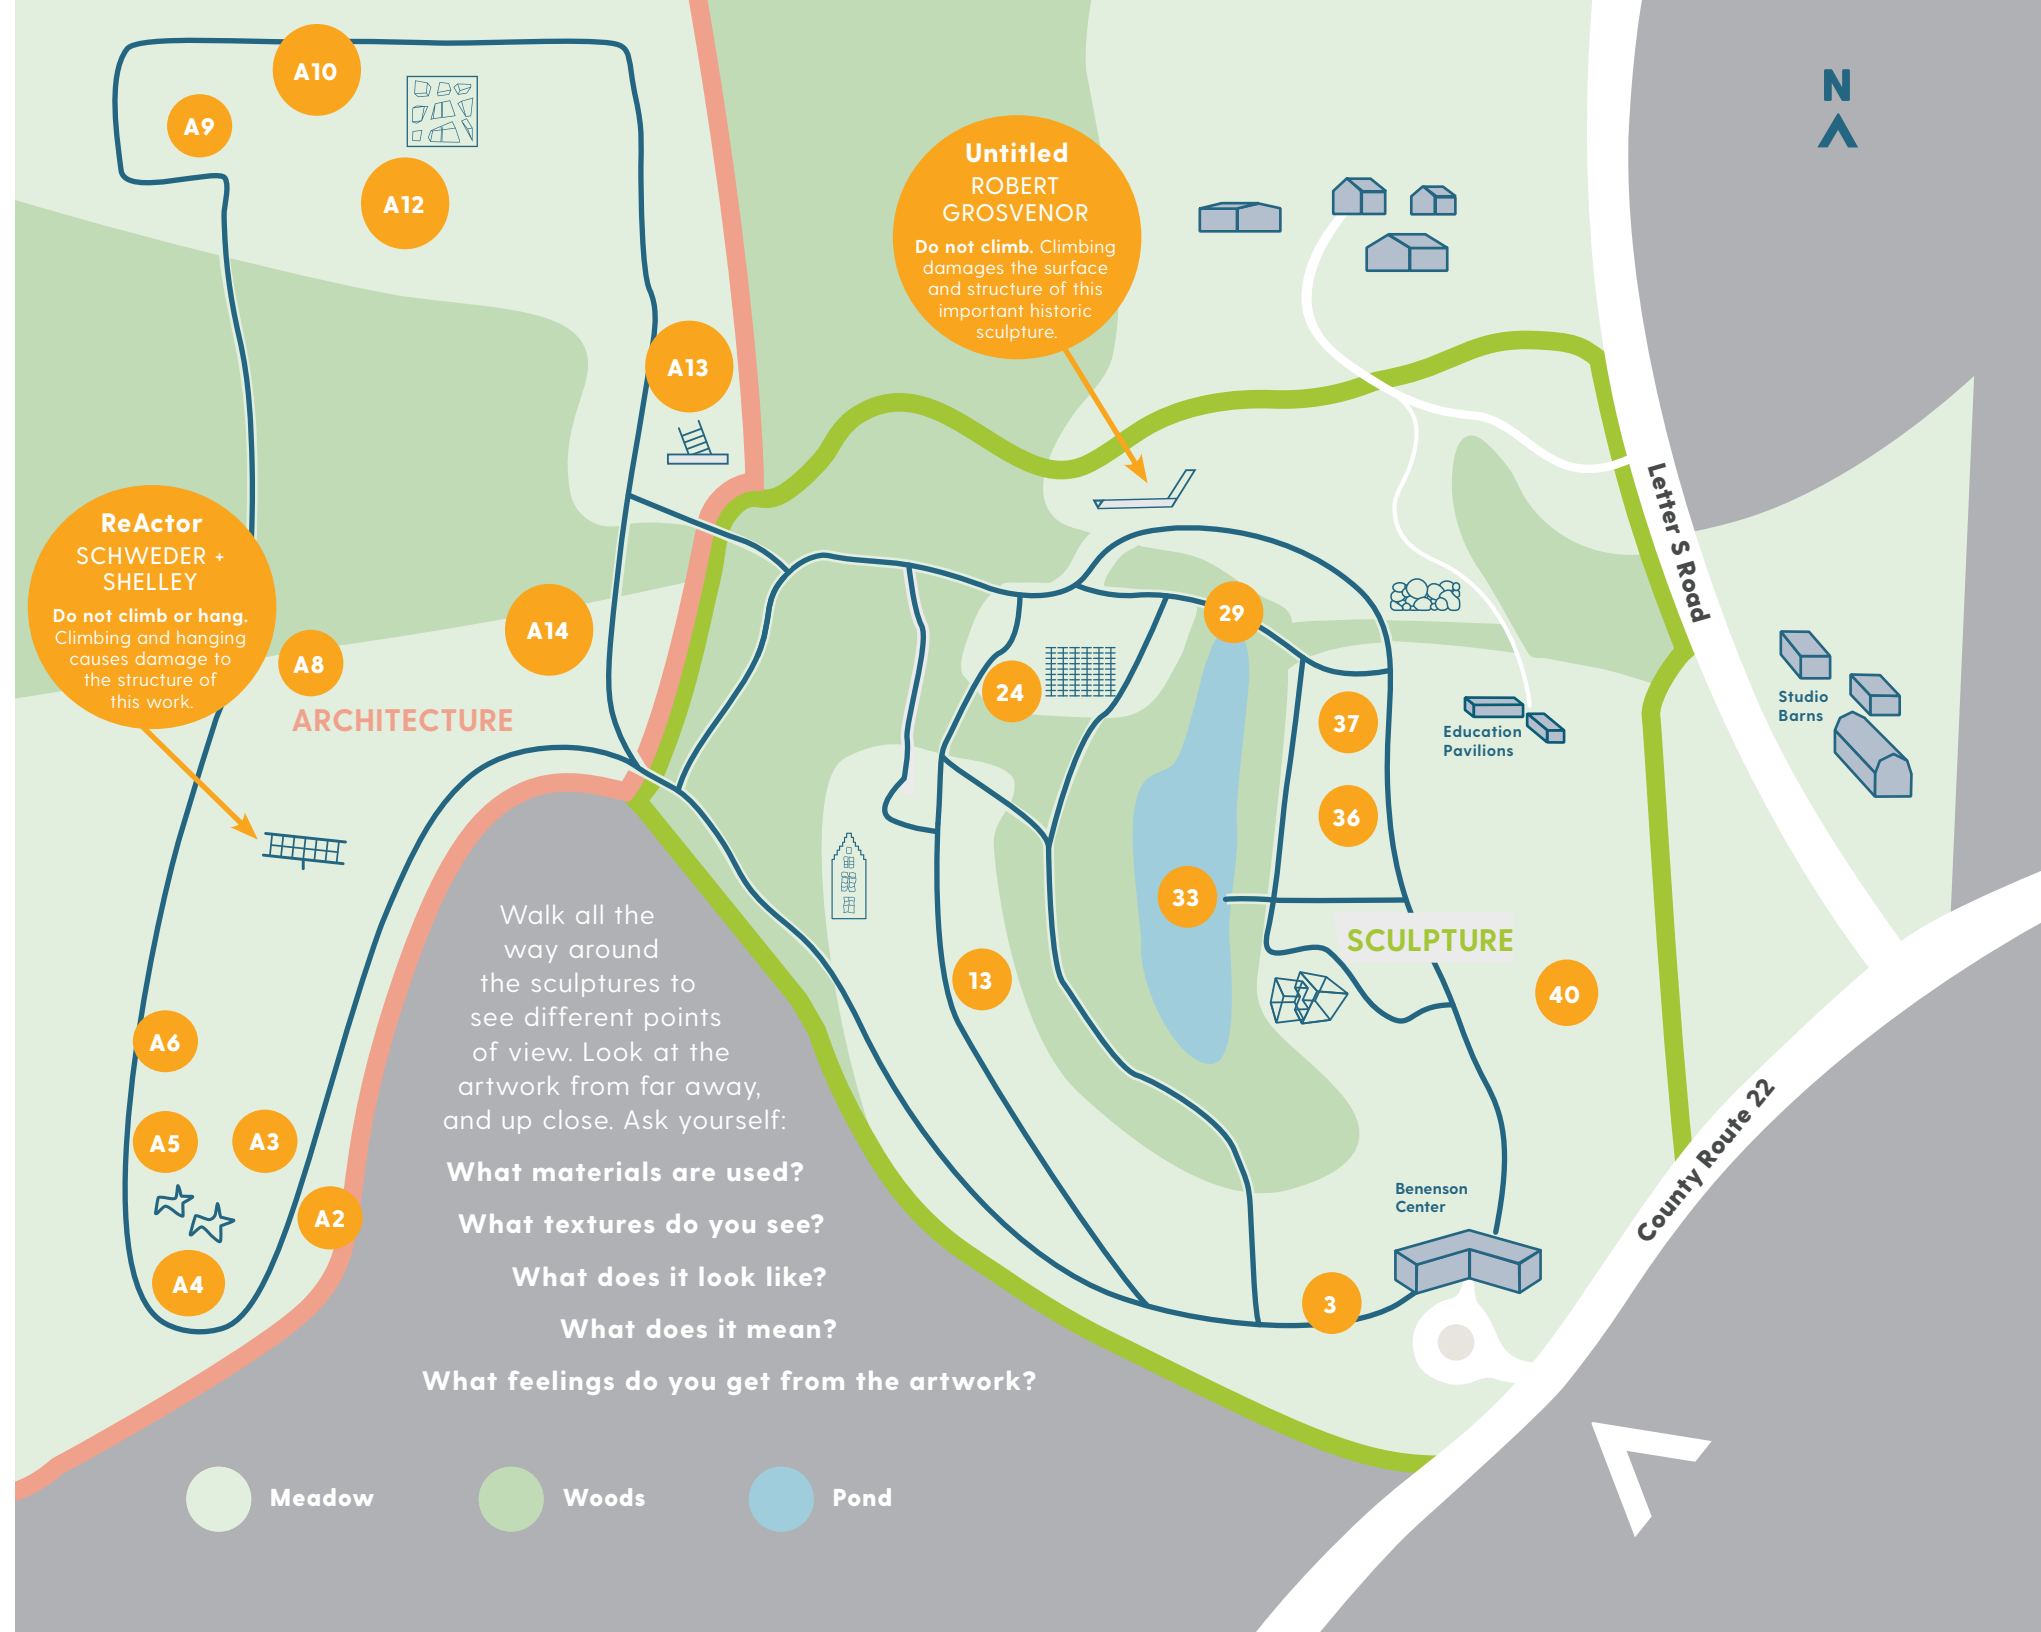 A10
A9
A12
N
Untitled
ROBERT
GROSVENOR
Do not climb. Climbing
damages the surface
and structure of this
important historic
sculpture.
A13
Letter S Road
ReActor
SCHWEDER +
SHELLEY
Do not climb or hang.
Climbing and hanging
causes damage to
the structure of
this work.
A14
A8
ARCHITECTURE
29
24
37
Education
Pavilions
Studio
Barns
36
33
SCULPTURE
13
40
Walk all the
way around
the sculptures to
see different points
of view. Look at the
artwork from far away,
and up close. Ask yourself:
What materials are used?
What textures do you see?
What does it look like?
What does it mean?
What feelings do you get from the artwork?
A6
A5
A3
A2
A4
County Route 22
Benenson
Center
3
Meadow
Woods
Pond